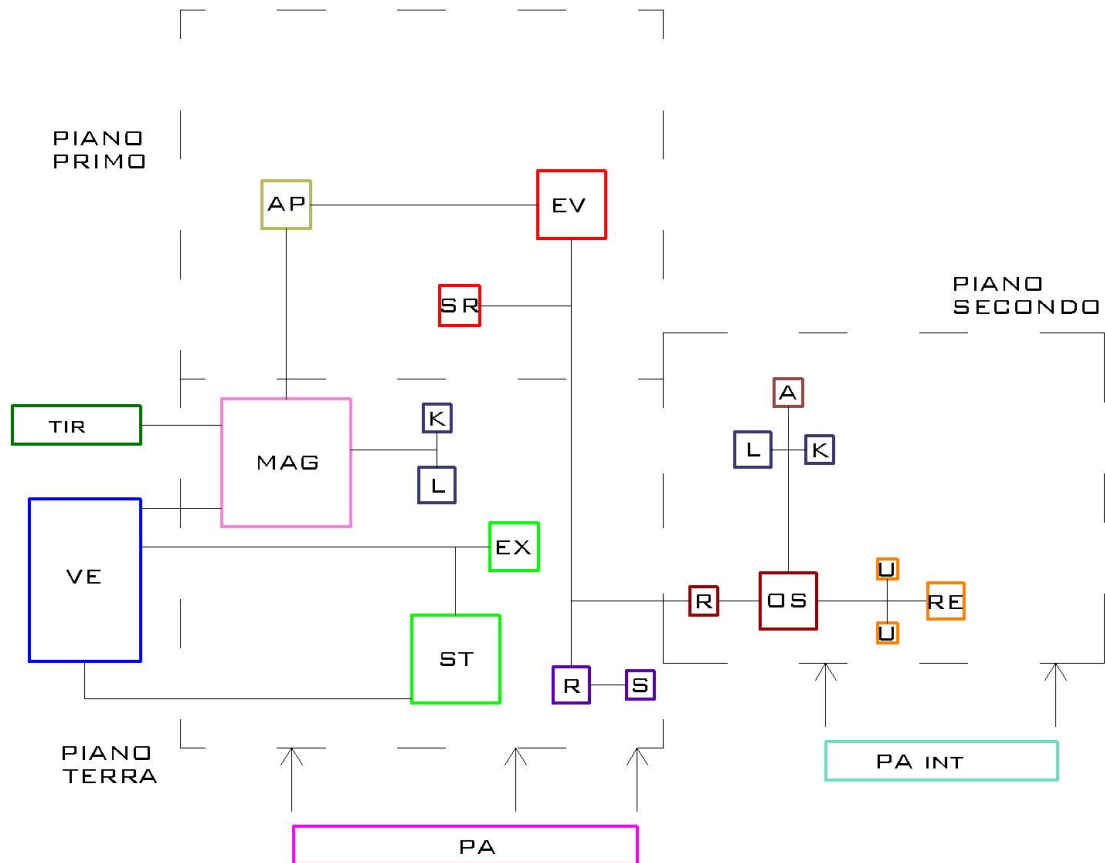 PIANO
PRIMO
AP
EV
SR
PIANO
SECONDO
TIR
MAG
K
L
A
L
K
VE
EX
ST
R
OS
U
RE
U
R
S
PIANO
TERRA
PA INT
PA